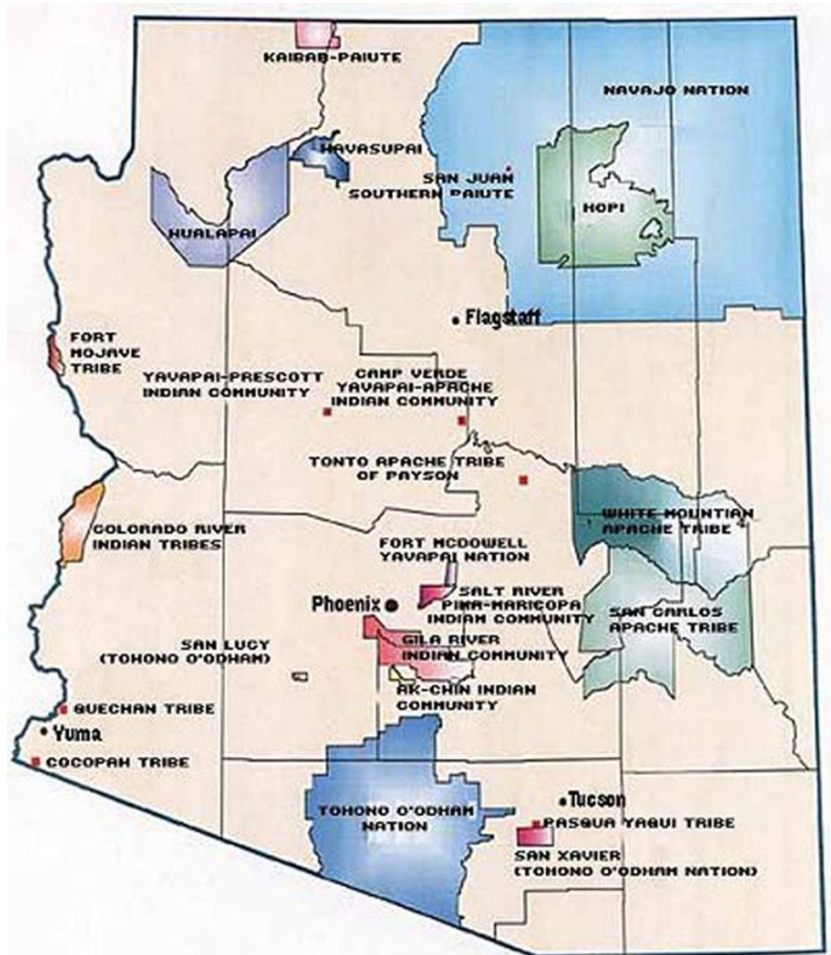 KAIBAB-PAIUTE
NAVAJO NATION
HAVASUPAI
SAN JUAN
SOUTHERN PAIUTE
HOPI
HUALAPAI
Flagstaff
FORT
MOJAVE
TRIBE
YAVAPAI-PRESCOTT
INDIAN COMMUNITY
CAMP VERDE
YAVAPAI-APACHE
INDIAN COMMUNITY
TONTO APACHE TRIBE
OF PAYSON
WHITE MOUNTIAN
APACHE TRIBE
COLORADO RIVER
INDIAN TRIBES
FORT MCDOWELL
YAVAPAI NATION
SALT RIVER
PIMA-MARICOPA
INDIAN COMMUNITY
Phoenix
SAN CARLOS
APACHE TRIBE
GILA RIVER
INDIAN COMMUNITY
SAN LUCY
(TOHONO O'ODHAM)
AK-CHIN INDIAN
COMMUNITY
QUECHAN TRIBE
Yuma
COCOPAH TRIBE
TOHONO O'ODHAM
NATION
Tucson
PASQUA YAQUI TRIBE
SAN XAVIER
(TOHONO O'ODHAM NATION)